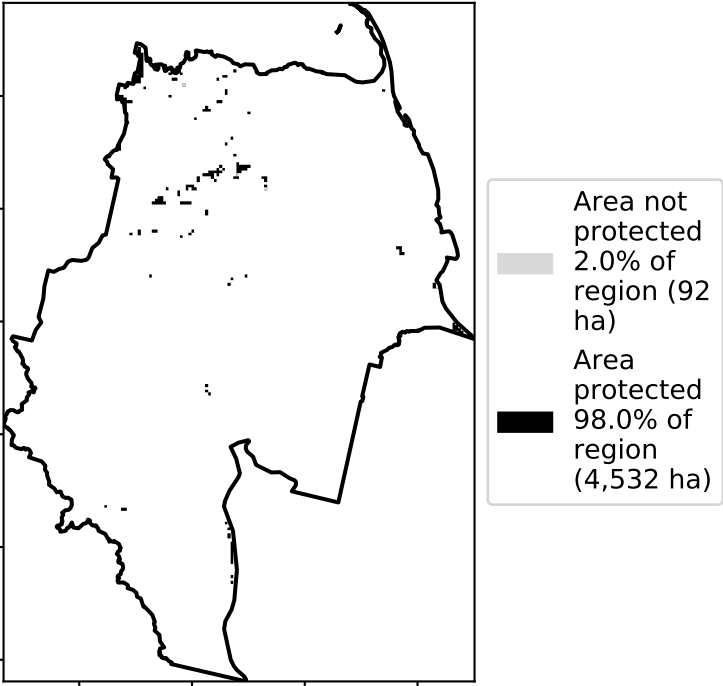 Area not
protected
2.0% of
region (92
ha)
Area
protected
98.0% of
region
(4,532 ha)